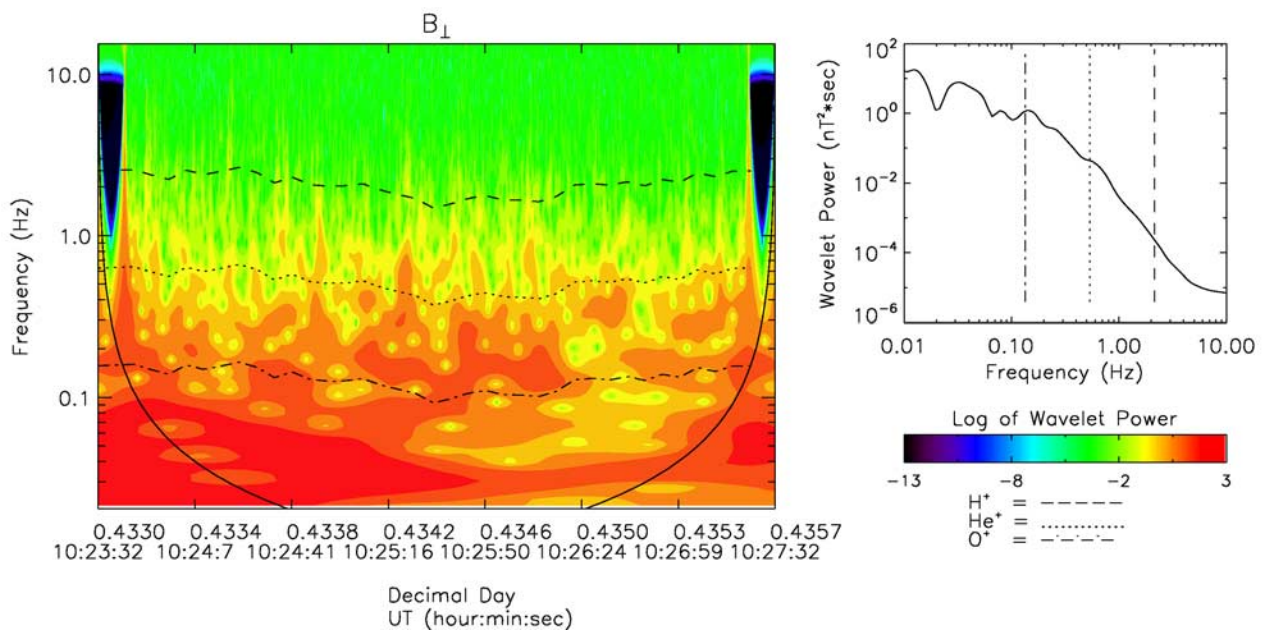 B⊥
Frequency (Hz)
10.0
1.0
0.1
0.4330 0.4334 0.4338 0.4342 0.4346 0.4350 0.4353 0.4357
10:23:32 10:24:7 10:24:41 10:25:16 10:25:50 10:26:24 10:26:59 10:27:32
Decimal Day
UT (hour:min:sec)
Wavelet Power (nT²*sec)
10²
10⁰
10⁻²
10⁻⁴
10⁻⁶
0.01 0.10 1.00 10.00
Frequency (Hz)
Log of Wavelet Power
-13 -8 -2 3
H⁺ =
He⁺ =
O⁺ =